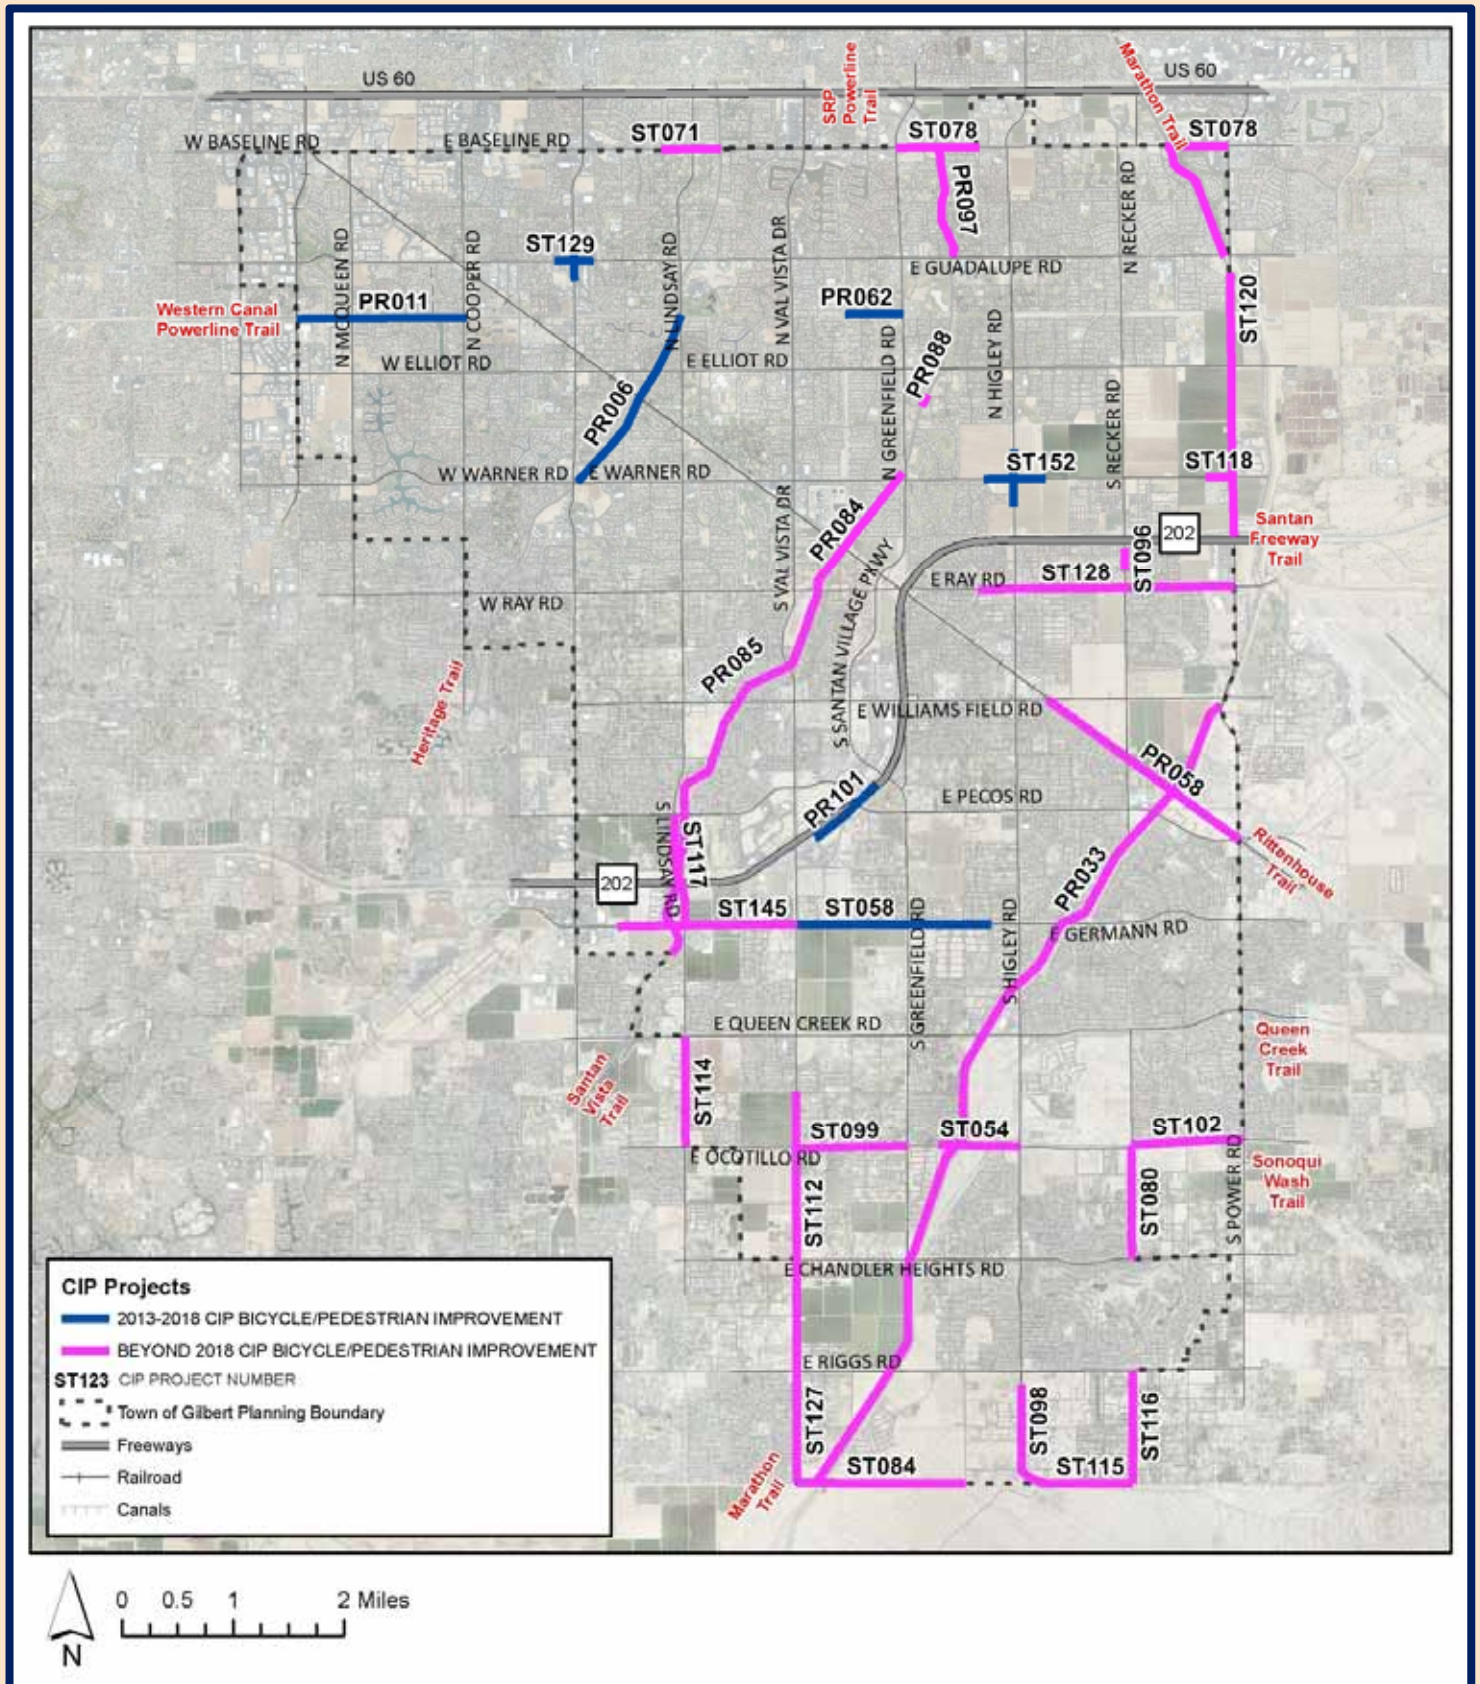 US 60
US 60
SRP
Powerline
Trail
Marathon Trail
W BASELINE RD
E BASELINE RD
ST071
ST078
ST078
PR097
N RECKER RD
ST129
N MCQUEEN RD
N COOPER RD
N LINDSAY RD
N VAL VISTA DR
E GUADALUPE RD
Western Canal
Powerline Trail
PR011
PR062
ST120
W ELLIOT RD
E ELLIOT RD
N GREENFIELD RD
PR088
N HIGLEY RD
PR006
S RECKER RD
W WARNER RD
E WARNER RD
ST152
ST118
S VAL VISTA DR
PR084
Santan
Freeway
Trail
202
ST096
W RAY RD
E RAY RD
ST128
S SANTAN VILLAGE PKWY
PR085
Heritage Trail
E WILLIAMS FIELD RD
PR058
PR101
E PECOS RD
S LINDSAY RD
ST117
PR033
Rittenhouse
Trail
202
ST145
ST058
S GREENFIELD RD
S HIGLEY RD
E GERMANN RD
E QUEEN CREEK RD
Queen
Creek
Trail
Santan
Vista
Trail
ST114
ST099
ST054
ST102
E OCOTILLO RD
ST112
ST080
S POWER RD
Sonoqui
Wash
Trail
E CHANDLER HEIGHTS RD
E RIGGS RD
ST127
ST098
ST116
ST084
ST115
Marathon
Trail
CIP Projects
2013-2018 CIP BICYCLE/PEDESTRIAN IMPROVEMENT
BEYOND 2018 CIP BICYCLE/PEDESTRIAN IMPROVEMENT
ST123 CIP PROJECT NUMBER
Town of Gilbert Planning Boundary
Freeways
Railroad
Canals
0 0.5 1 2 Miles
N